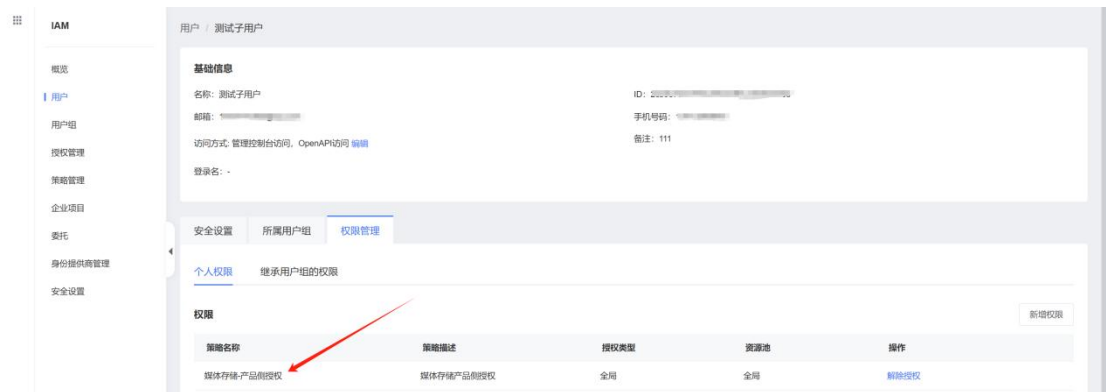 IAM
用户 / 测试子用户
概览
用户
用户组
授权管理
策略管理
企业项目
委托
身份提供商管理
安全设置
基础信息
名称: 测试子用户
ID:
邮箱:
手机号码:
访问方式: 管理控制台访问，OpenAPI访问 编辑
备注: 111
登录名: -
安全设置 所属用户组 权限管理
个人权限 继承用户组的权限
权限
新增权限
策略名称 策略描述 授权类型 资源池 操作
媒体存储-产品侧授权 媒体存储产品侧授权 全局 全局 解除授权